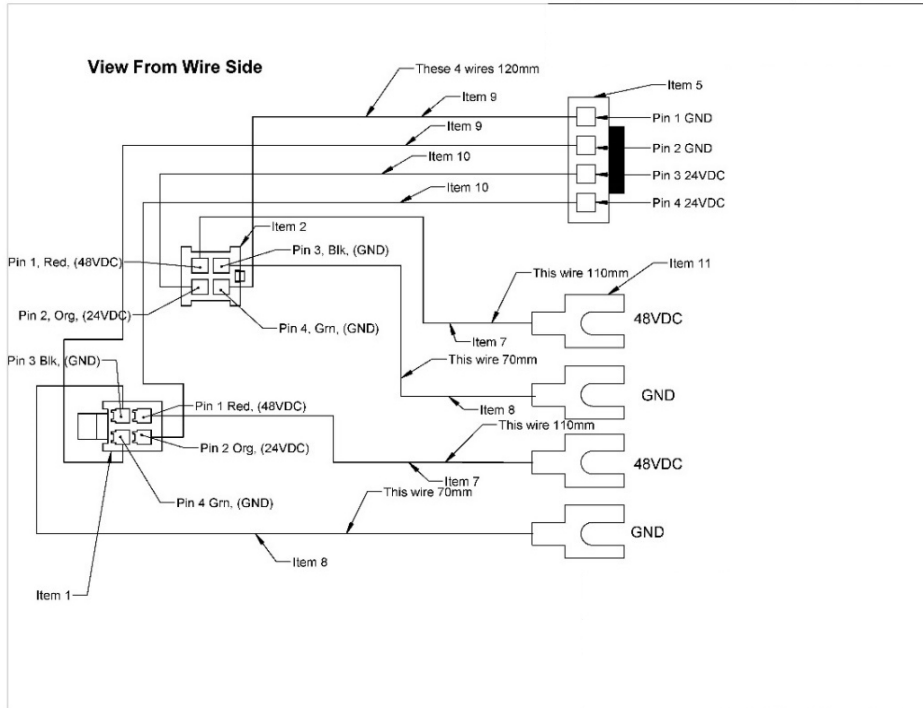 View From Wire Side
These 4 wires 120mm
Item 5
Item 9
Pin 1 GND
Item 9
Pin 2 GND
Item 10
Pin 3 24VDC
Item 10
Pin 4 24VDC
Item 2
Pin 3, Blk, (GND)
Pin 1, Red, (48VDC)
This wire 110mm
Item 11
Pin 2, Org, (24VDC)
Pin 4, Grn, (GND)
48VDC
Item 7
Pin 3 Blk, (GND)
This wire 70mm
GND
Item 8
Pin 1 Red, (48VDC)
This wire 110mm
Pin 2 Org, (24VDC)
48VDC
Item 7
This wire 70mm
Pin 4 Grn, (GND)
GND
Item 8
Item 1